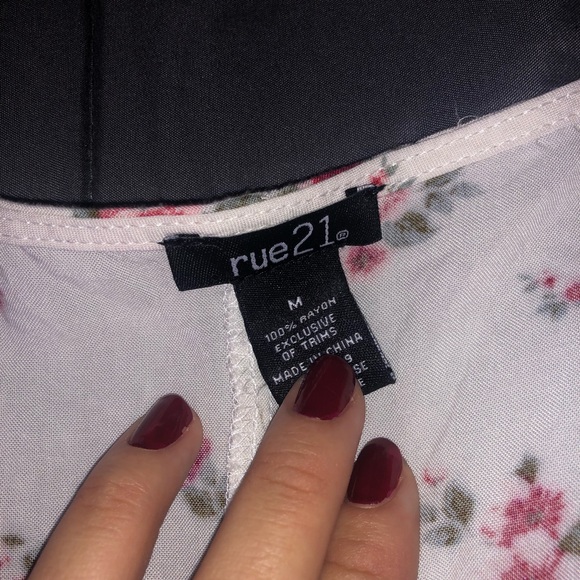 rue21
M
100% RAYON
EXCLUSIVE
OF TRIMS
MADE IN CHINA